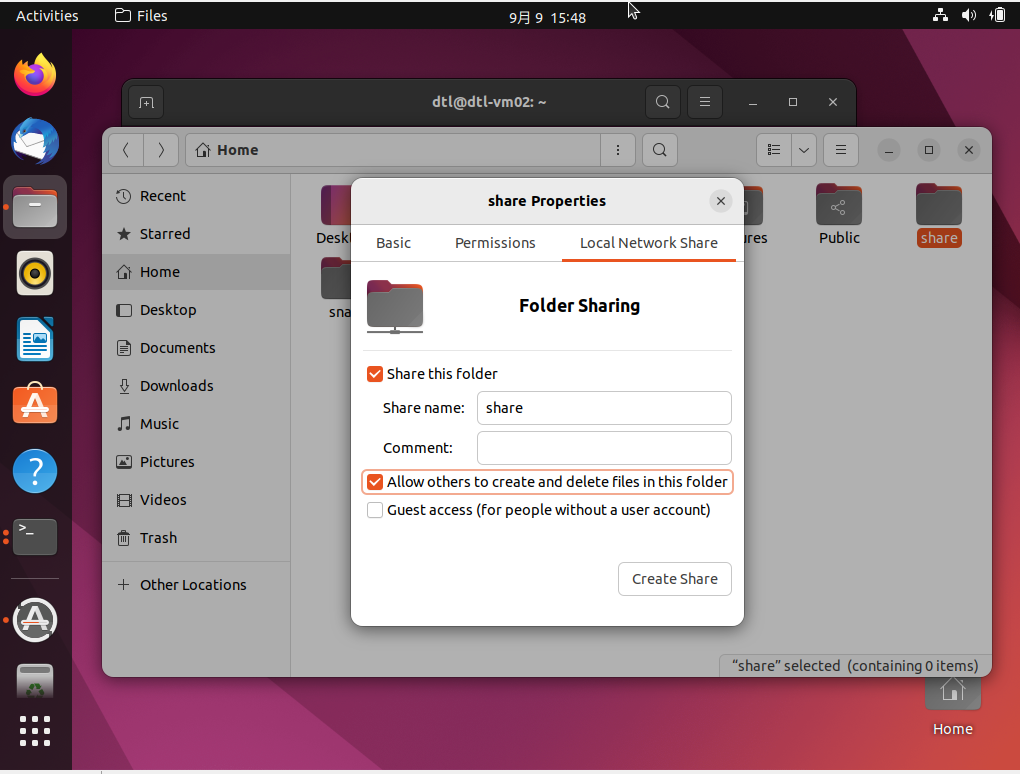 Activities
Files
9月 9 15:48
dtl@dtl-vm02: ~
Home
Recent
Starred
Home
Desktop
Documents
Downloads
Music
Pictures
Videos
Trash
Other Locations
share Properties
Basic
Permissions
Local Network Share
Folder Sharing
Share this folder
Share name:
share
Comment:
Allow others to create and delete files in this folder
Guest access (for people without a user account)
Create Share
Public
share
"share" selected (containing 0 items)
Home